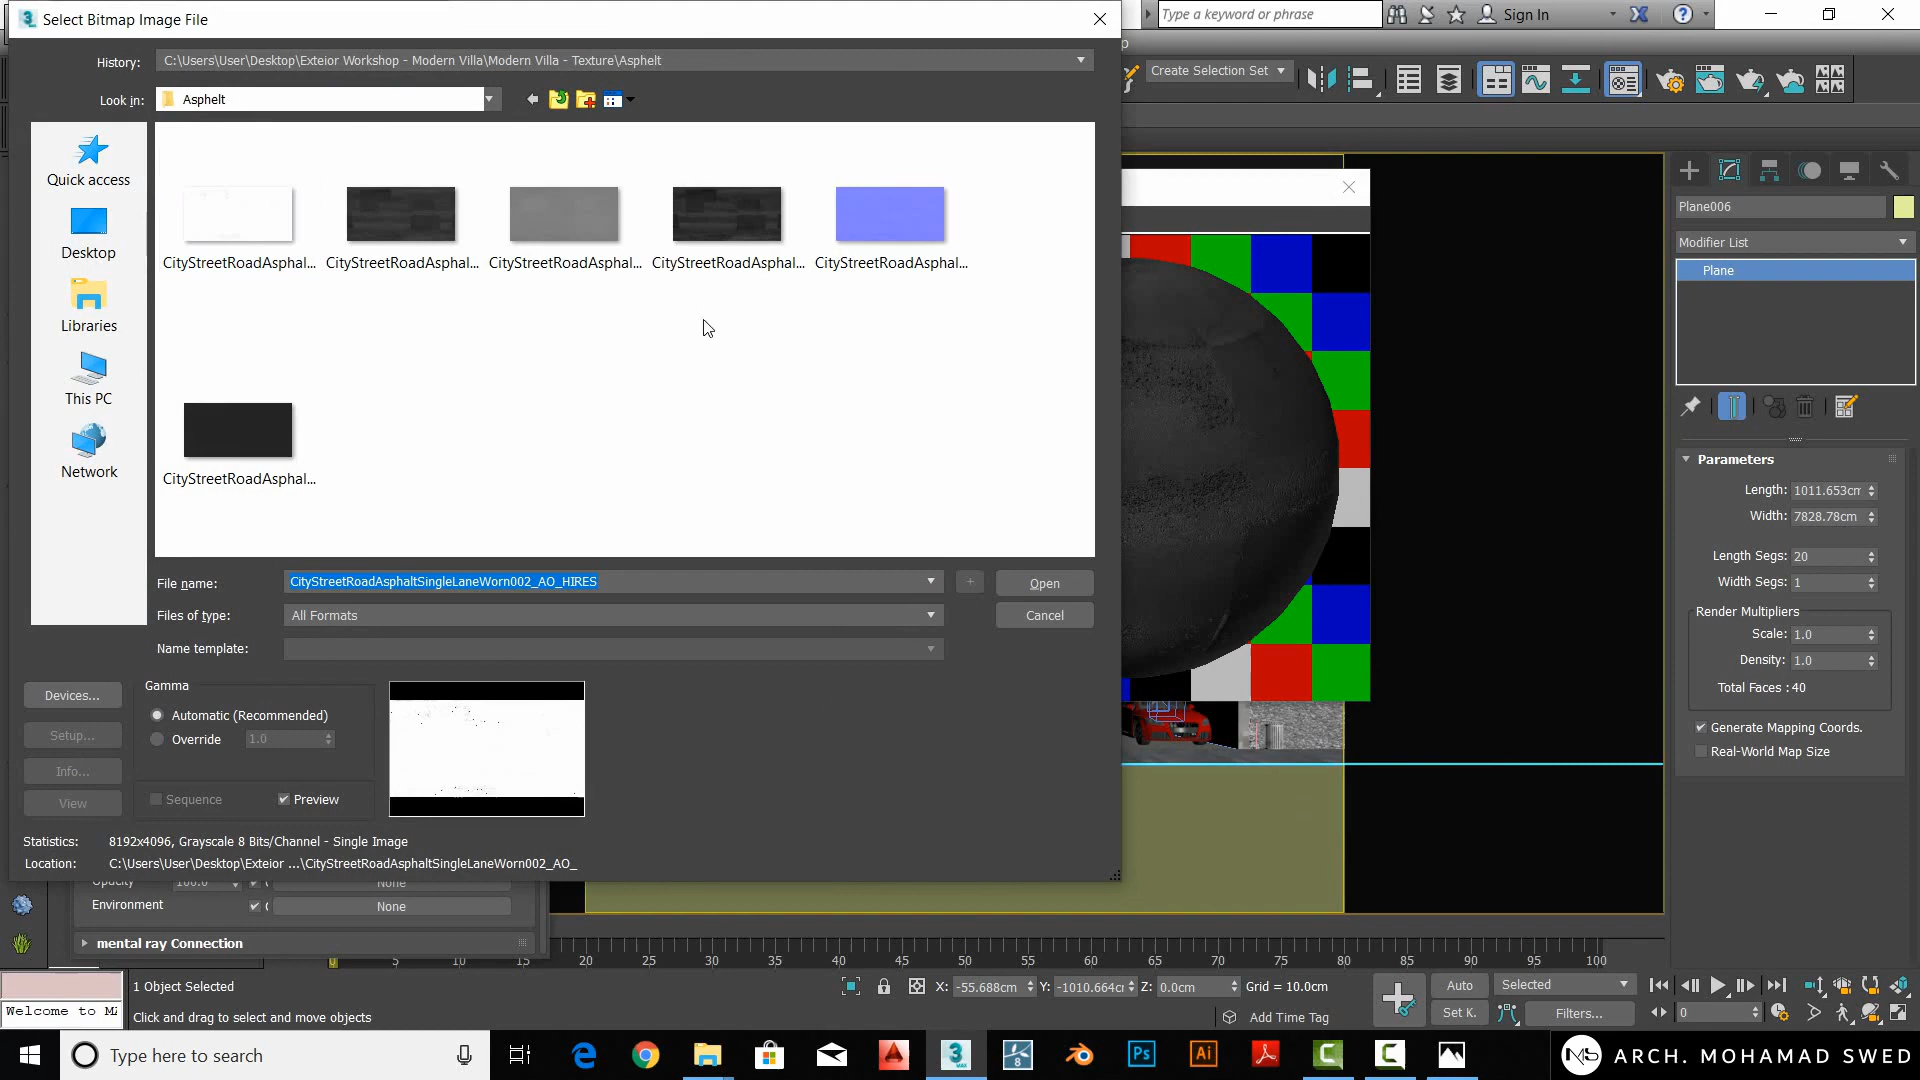 Select Bitmap Image File
History:
C:\Users\User\Desktop\Exteior Workshop - Modern Villa\Modern Villa - Texture\Asphelt
Look in:
Asphelt
Quick access
Desktop
Libraries
This PC
Network
CityStreetRoadAsphal...
CityStreetRoadAsphal...
CityStreetRoadAsphal...
CityStreetRoadAsphal...
CityStreetRoadAsphal...
CityStreetRoadAsphal...
File name:
CityStreetRoadAsphaltSingleLaneWorn002_AO_HIRES
+
Open
Files of type:
All Formats
Cancel
Name template:
Devices...
Setup...
Info...
View
Gamma
Automatic (Recommended)
Override
1.0
Sequence
Preview
Statistics:
8192x4096, Grayscale 8 Bits/Channel - Single Image
Location:
C:\Users\User\Desktop\Exteior ...\CityStreetRoadAsphaltSingleLaneWorn002_AO_
Type a keyword or phrase
Sign In
Create Selection Set
Plane006
Modifier List
Plane
Parameters
Length: 1011.653cm
Width: 7828.78cm
Length Segs: 20
Width Segs: 1
Render Multipliers
Scale: 1.0
Density: 1.0
Total Faces : 40
Generate Mapping Coords.
Real-World Map Size
Opacity
100.0
None
Environment
None
mental ray Connection
5 10 15 20 25 30 35 40 45 50 55 60 65 70 75 80 85 90 95 100
1 Object Selected
X: -55.688cm
Y: -1010.664cm
Z: 0.0cm
Grid = 10.0cm
Auto
Selected
Welcome to MA
Click and drag to select and move objects
Add Time Tag
Set K.
Filters...
0
Type here to search
ARCH. MOHAMAD SWED